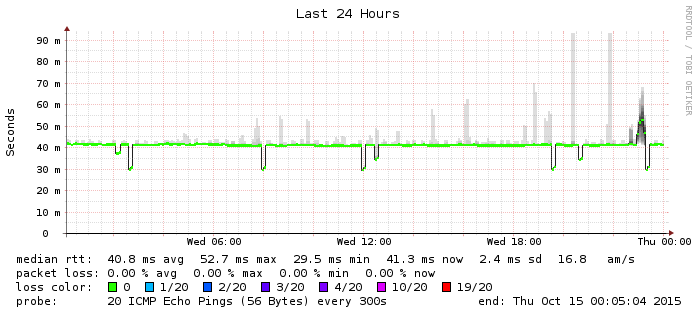 Last 24 Hours
RRDTOOL / TOBI OETIKER
Seconds
90 m
80 m
70 m
60 m
50 m
40 m
30 m
20 m
10 m
0
Wed 06:00 Wed 12:00 Wed 18:00 Thu 00:00
median rtt: 40.8 ms avg 52.7 ms max 29.5 ms min 41.3 ms now 2.4 ms sd 16.8 am/s
packet loss: 0.00 % avg 0.00 % max 0.00 % min 0.00 % now
loss color: 0 1/20 2/20 3/20 4/20 10/20 19/20
probe: 20 ICMP Echo Pings (56 Bytes) every 300s end: Thu Oct 15 00:05:04 2015